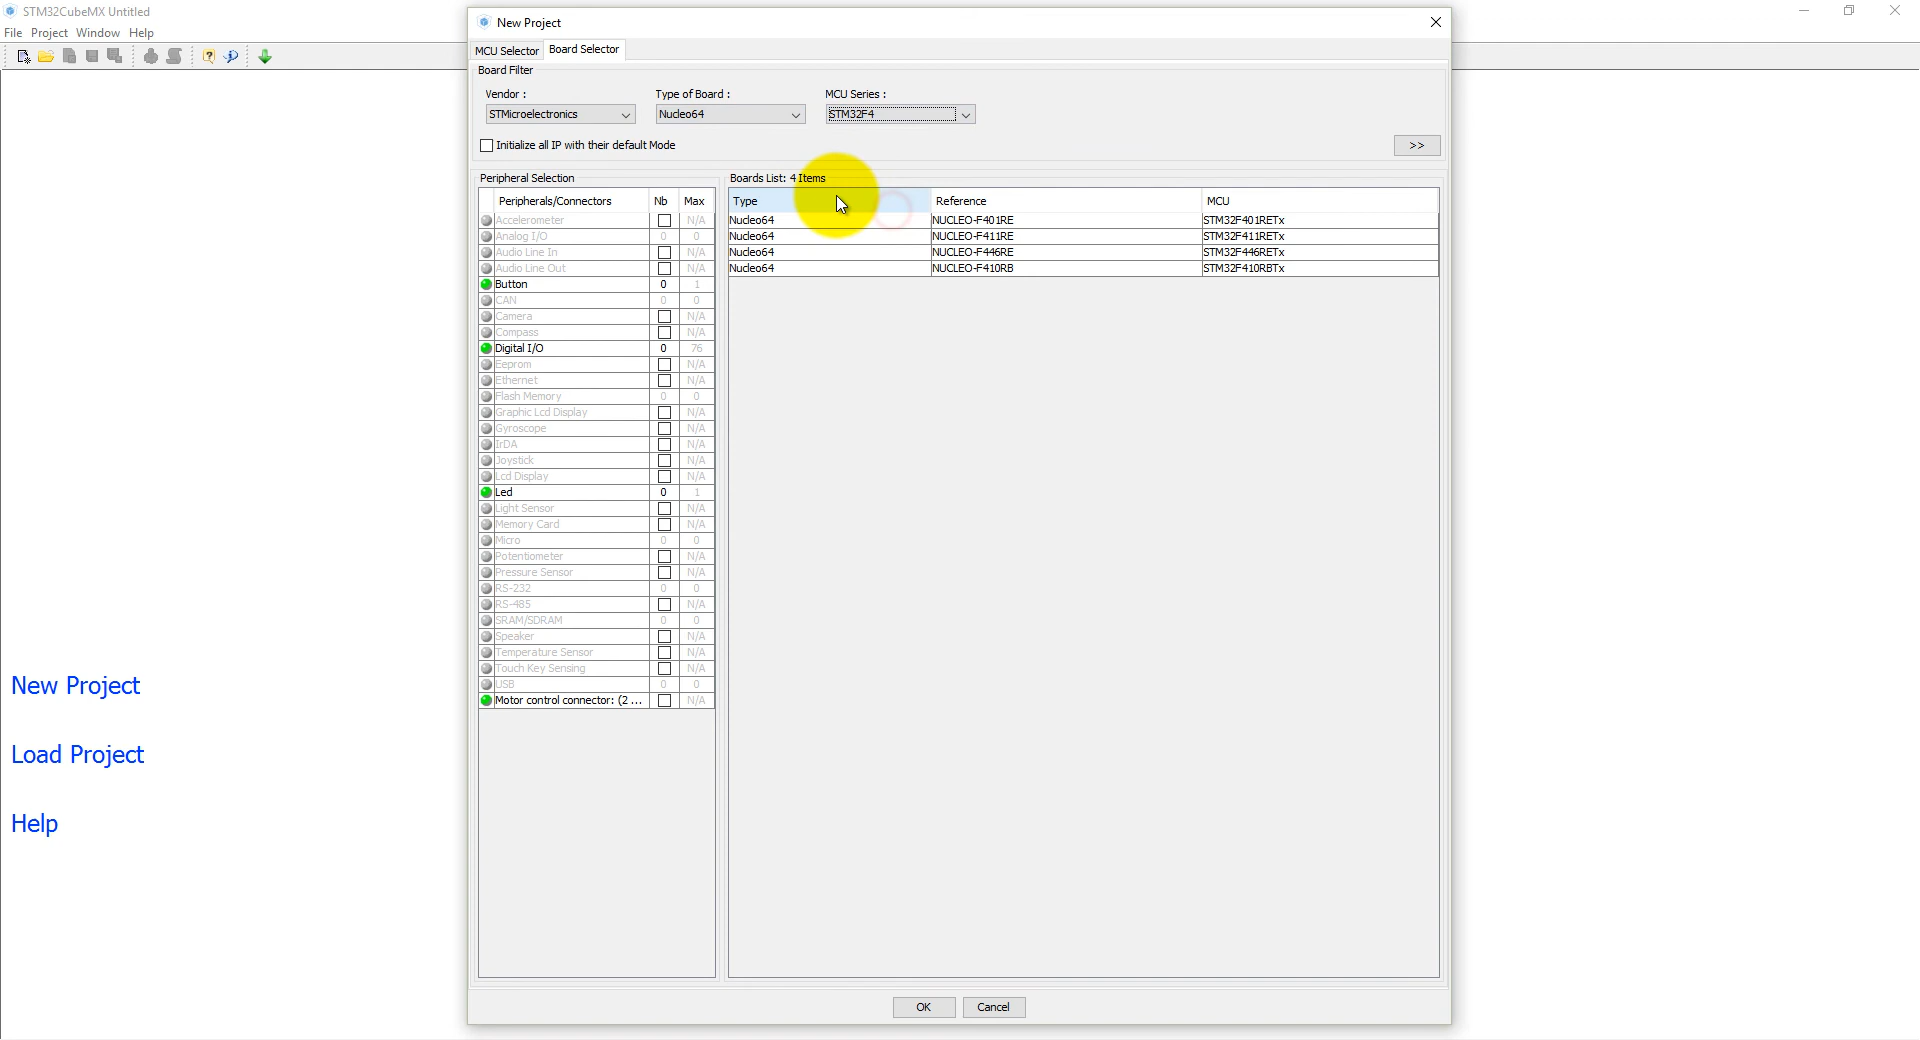 STM32CubeMX Untitled
File Project Window Help
New Project
MCU Selector Board Selector
Board Filter
Vendor : Type of Board : MCU Series :
STMicroelectronics Nucleo64 STM32F4
Initialize all IP with their default Mode >>
Peripheral Selection
Peripherals/Connectors Nb Max
Accelerometer N/A
Analog I/O 0 0
Audio Line In N/A
Audio Line Out N/A
Button 0 1
CAN 0 0
Camera N/A
Compass N/A
Digital I/O 0 76
Eeprom N/A
Ethernet N/A
Flash Memory 0 0
Graphic Lcd Display N/A
Gyroscope N/A
IrDA N/A
Joystick N/A
Lcd Display N/A
Led 0 1
Light Sensor N/A
Memory Card N/A
Micro 0 0
Potentiometer N/A
Pressure Sensor N/A
RS-232 0 0
RS-485 N/A
SRAM/SDRAM 0 0
Speaker N/A
Temperature Sensor N/A
Touch Key Sensing N/A
USB 0 0
Motor control connector: (2 ... N/A
Boards List: 4 Items
Type Reference MCU
Nucleo64 NUCLEO-F401RE STM32F401RETx
Nucleo64 NUCLEO-F411RE STM32F411RETx
Nucleo64 NUCLEO-F446RE STM32F446RETx
Nucleo64 NUCLEO-F410RB STM32F410RBTx
New Project
Load Project
Help
OK Cancel